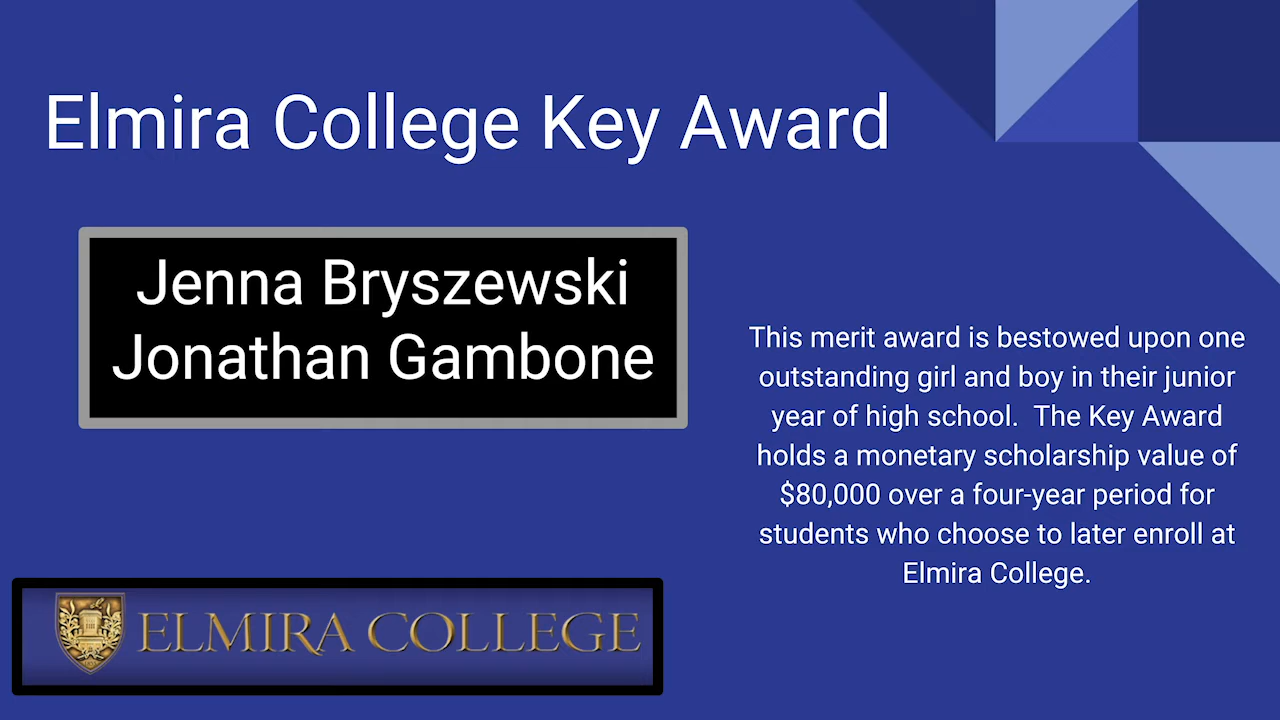 Elmira College Key Award
Jenna Bryszewski
Jonathan Gambone
This merit award is bestowed upon one
outstanding girl and boy in their junior
year of high school.  The Key Award
holds a monetary scholarship value of
$80,000 over a four-year period for
students who choose to later enroll at
Elmira College.
ELMIRA COLLEGE